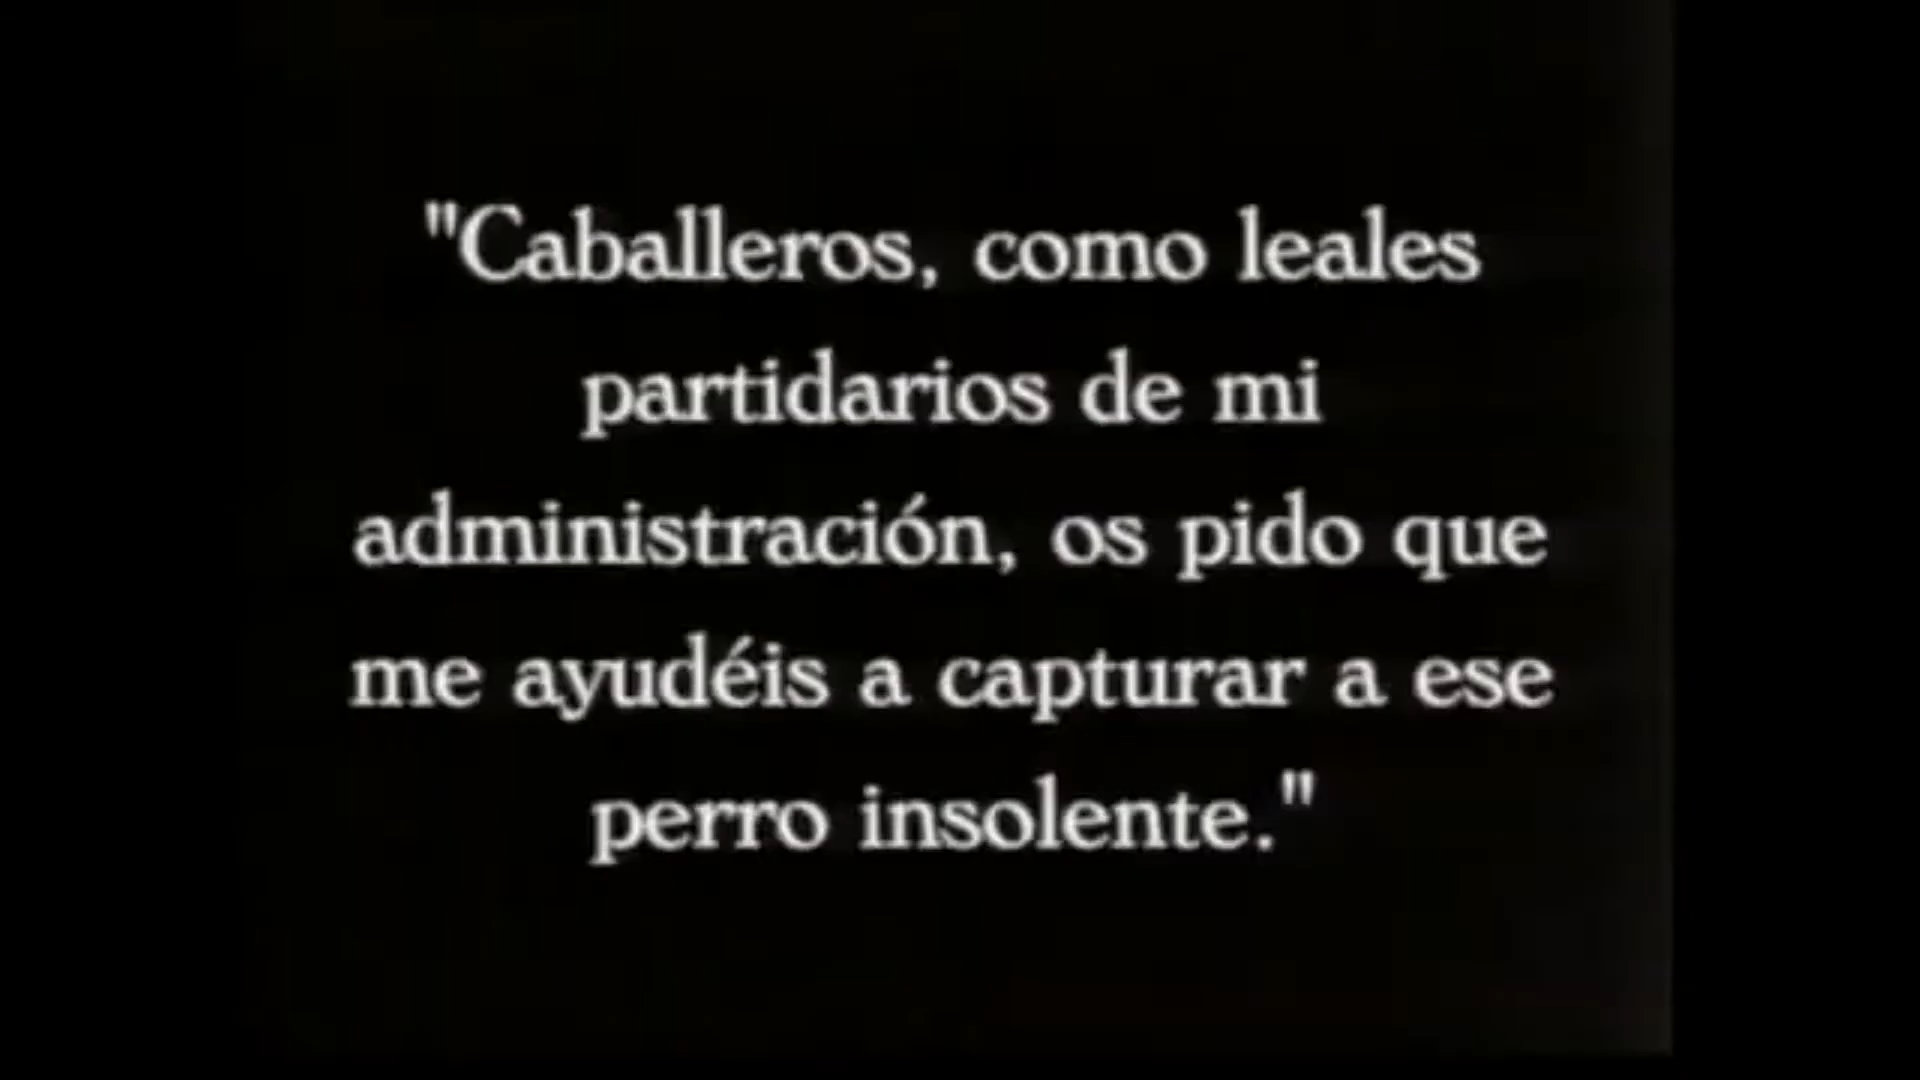 "Caballeros, como leales
partidarios de mi
administración, os pido que
me ayudéis a capturar a ese
perro insolente."